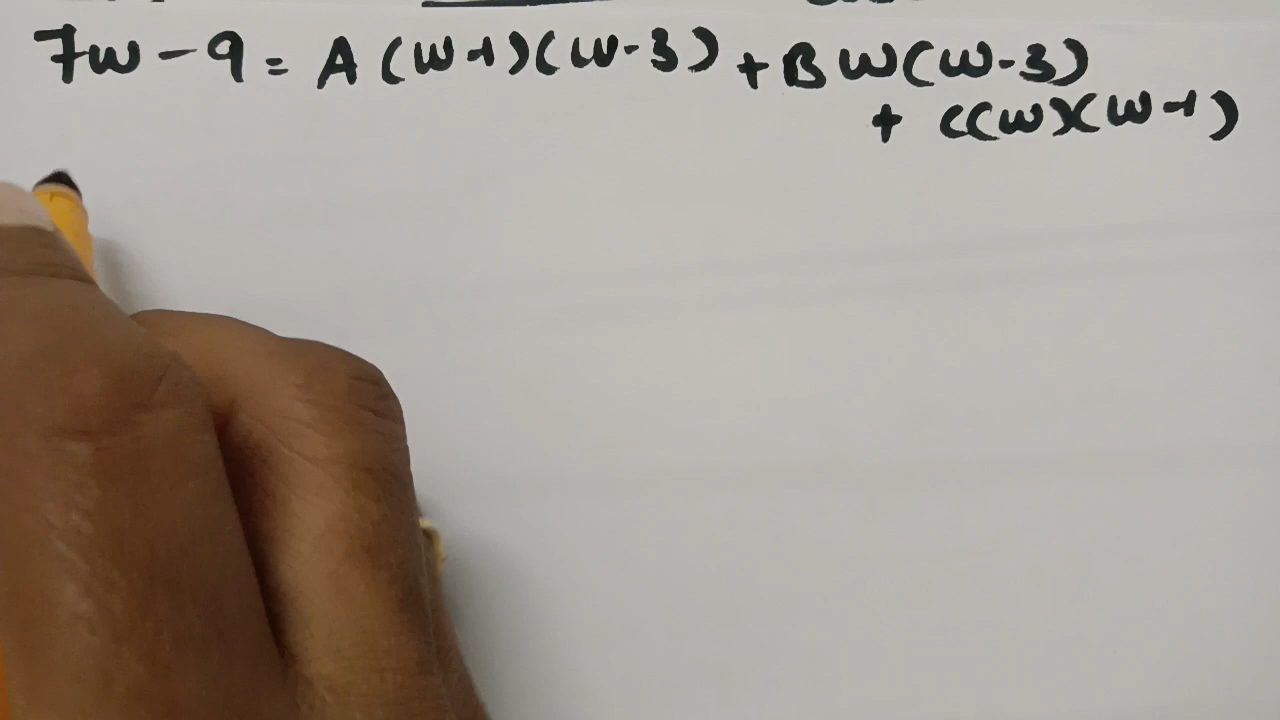 7w - 9 = A (w-1)(w-3) + B w(w-3)
+ C(w)(w-1)